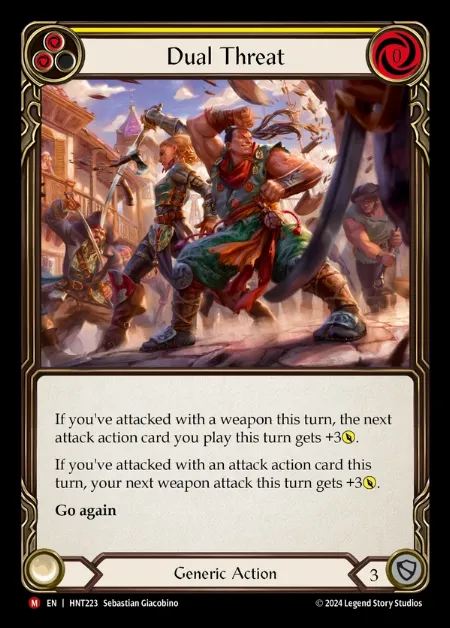 0
Dual Threat
If you've attacked with a weapon this turn, the next
attack action card you play this turn gets +3.
If you've attacked with an attack action card this
turn, your next weapon attack this turn gets +3.
Go again
Generic Action
3
M EN | HNT223 Sebastian Giacobino
© 2024 Legend Story Studios